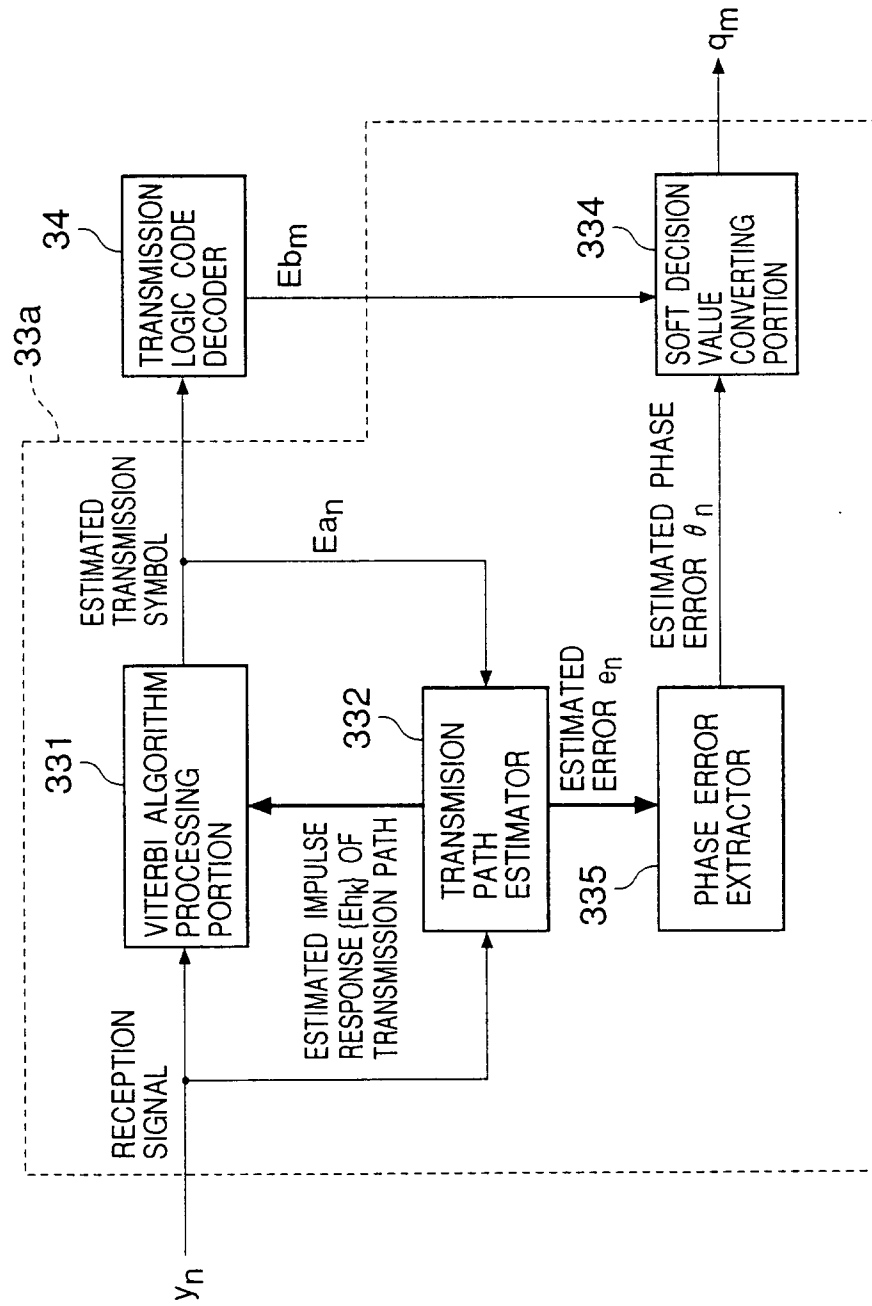 33a
34
TRANSMISSION
LOGIC CODE
DECODER
Ebm
ESTIMATED
TRANSMISSION
SYMBOL
Ean
331
VITERBI ALGORITHM
PROCESSING
PORTION
RECEPTION
SIGNAL
yn
ESTIMATED IMPULSE
RESPONSE {Ehk} OF
TRANSMISSION PATH
332
TRANSMISION
PATH
ESTIMATOR
ESTIMATED
ERROR en
335
PHASE ERROR
EXTRACTOR
ESTIMATED PHASE
ERROR θn
334
SOFT DECISION
VALUE
CONVERTING
PORTION
qm